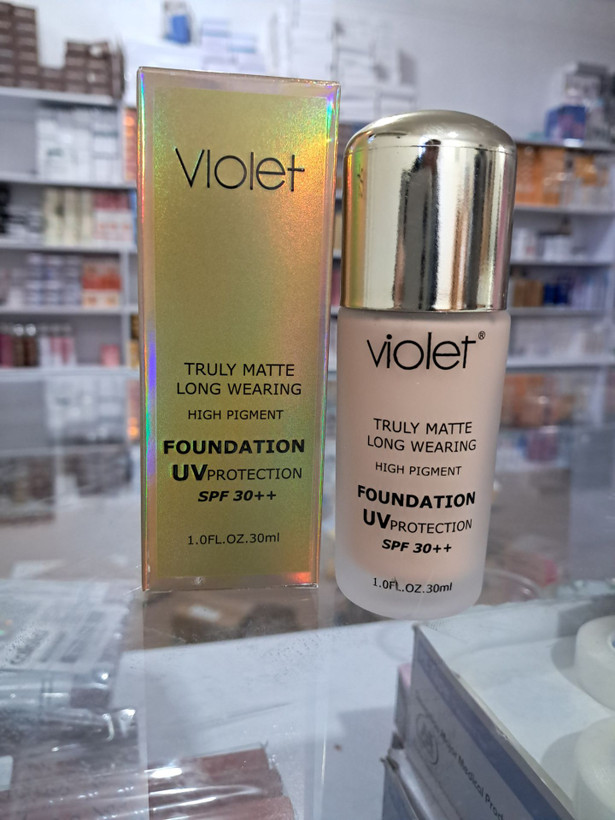 Violet
TRULY MATTE
LONG WEARING
HIGH PIGMENT
FOUNDATION
UVPROTECTION
SPF 30++
1.0FL.OZ.30ml
violet®
TRULY MATTE
LONG WEARING
HIGH PIGMENT
FOUNDATION
UVPROTECTION
SPF 30++
1.0FL.OZ.30ml